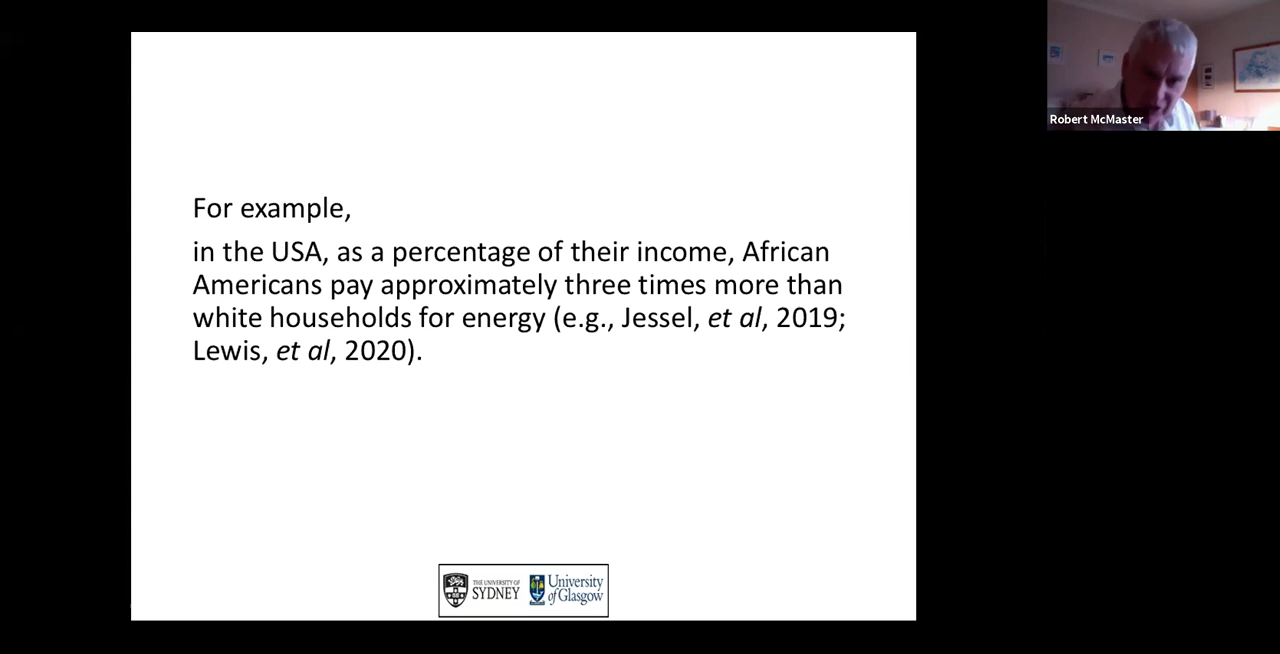 For example,
in the USA, as a percentage of their income, African
Americans pay approximately three times more than
white households for energy (e.g., Jessel, et al, 2019;
Lewis, et al, 2020).
Robert McMaster
THE UNIVERSITY OF
SYDNEY
University
of Glasgow